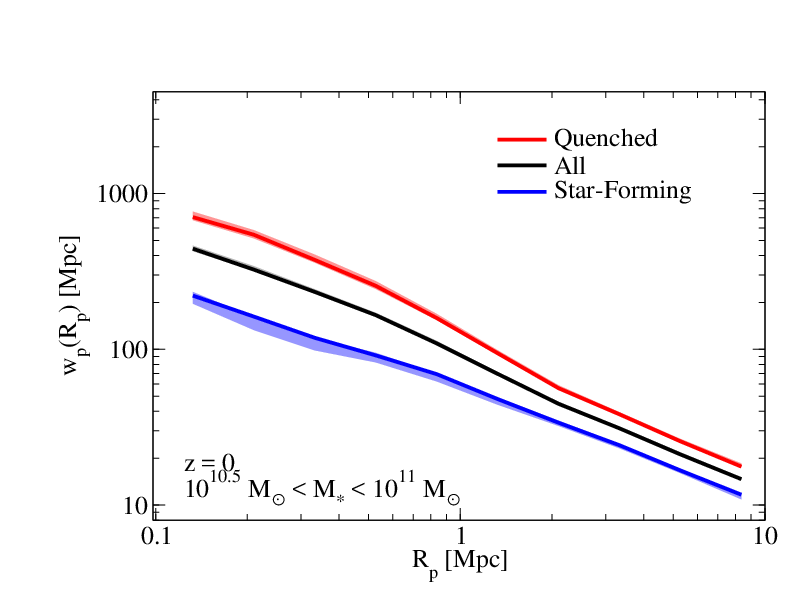 Quenched
All
Star-Forming
1000
100
10
w_p(R_p) [Mpc]
z = 0
10^10.5 M_☉ < M_* < 10^11 M_☉
0.1 1 10
R_p [Mpc]